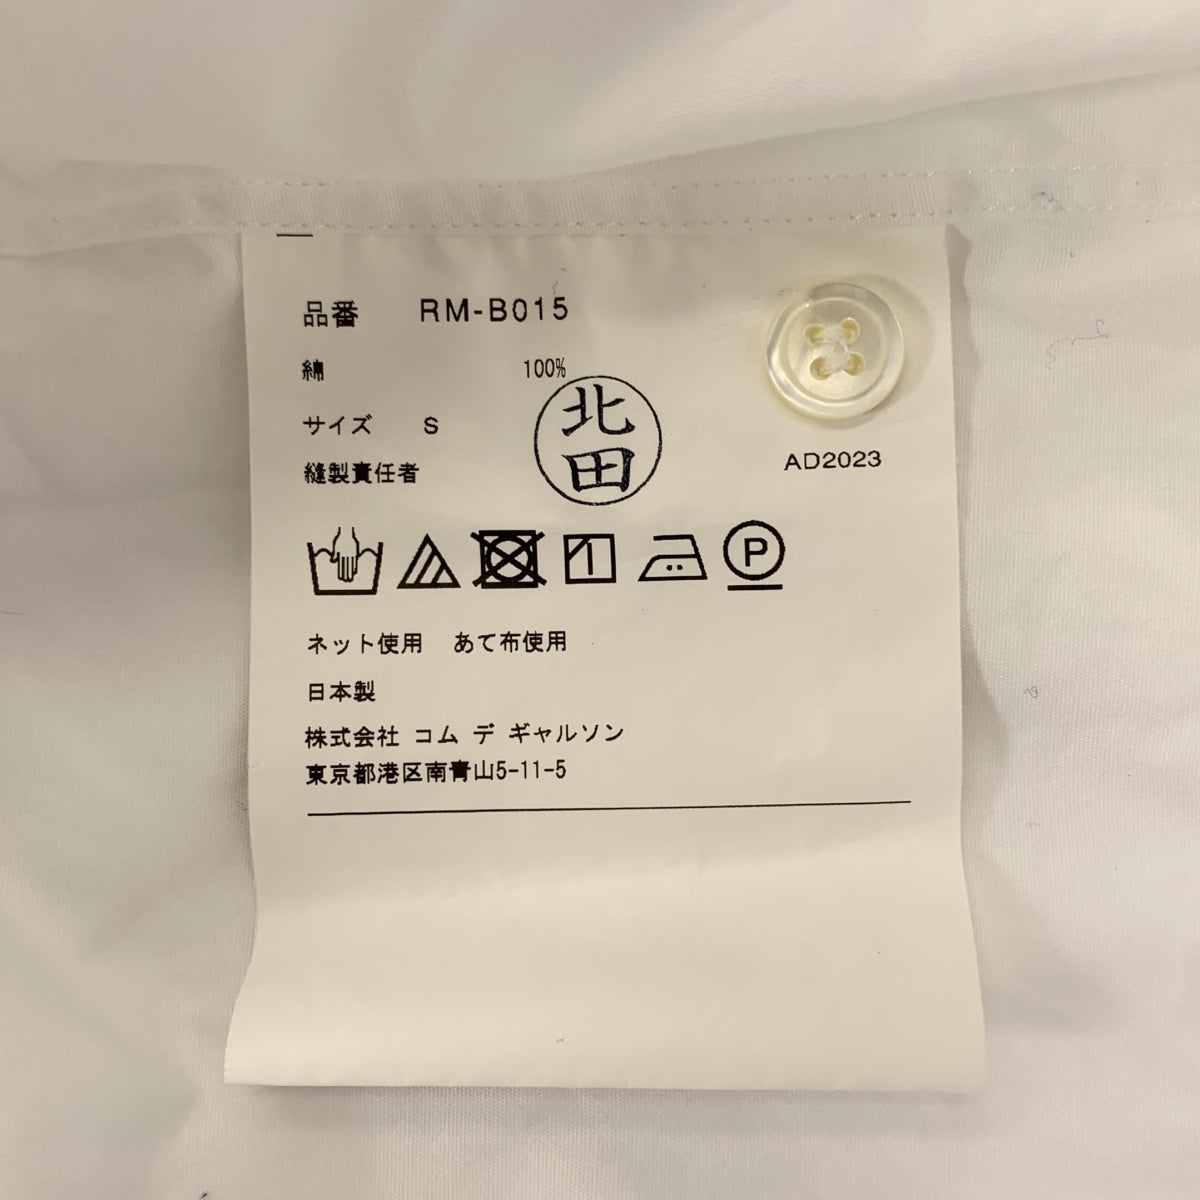 品番 RM-B015
綿 100%
サイズ S
縫製責任者 北田
AD2023
P
ネット使用 あて布使用
日本製
株式会社 コム デ ギャルソン
東京都港区南青山5-11-5